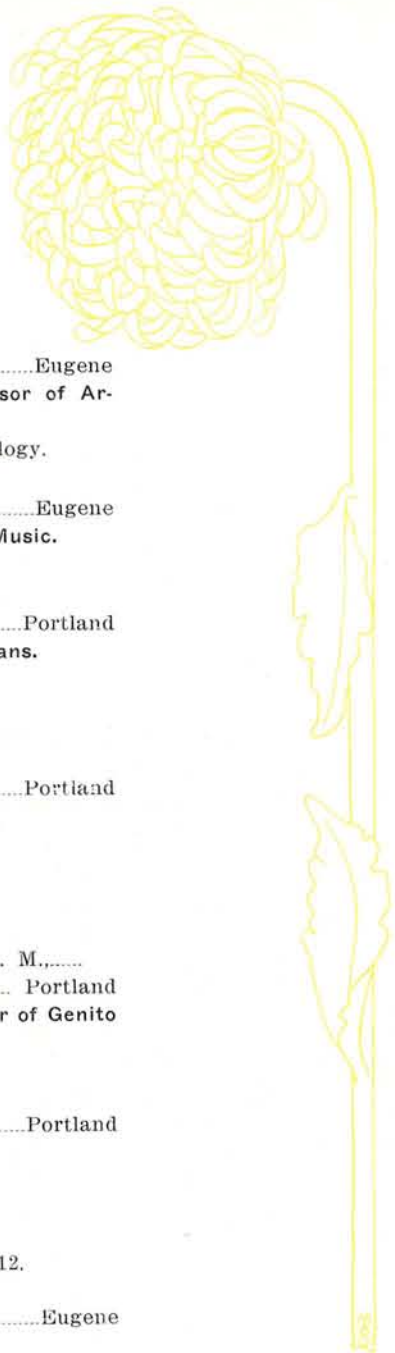 ......Eugene
sor of Ar-
logy.
.......Eugene
Music.
.....Portland
ans.
.....Portland
. M.,......
.. Portland
r of Genito
.....Portland
12.
........Eugene